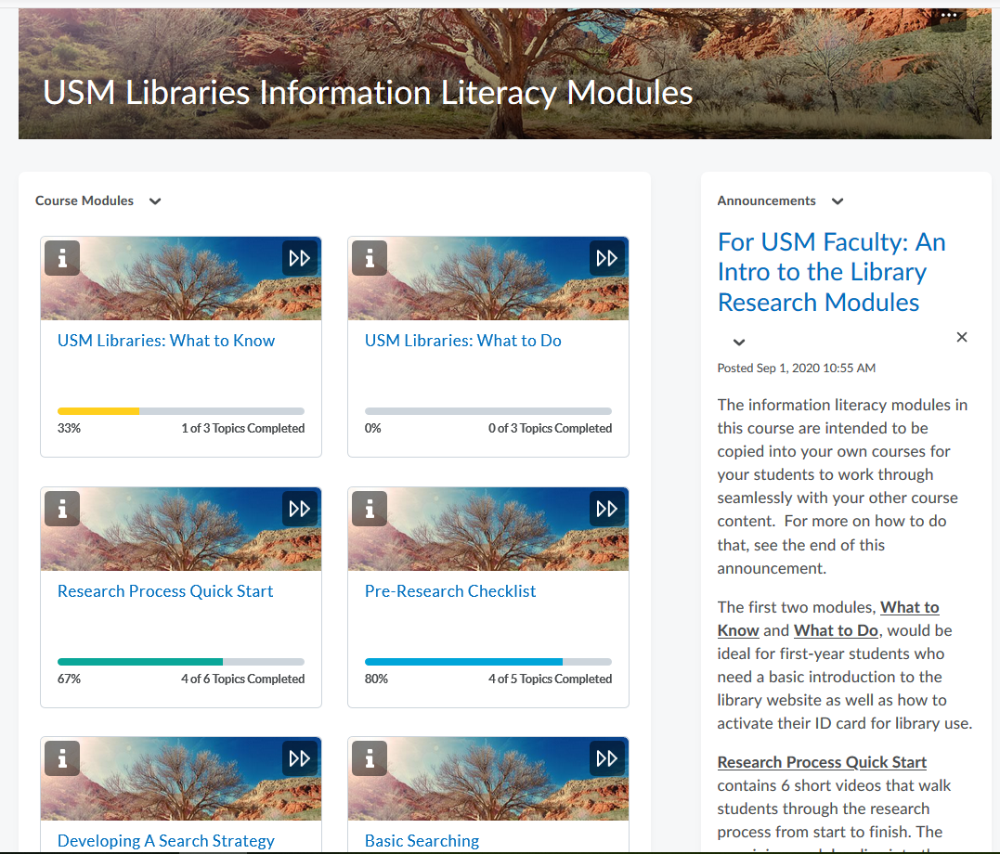 USM Libraries Information Literacy Modules
Course Modules
USM Libraries: What to Know
33% 1 of 3 Topics Completed
USM Libraries: What to Do
0% 0 of 3 Topics Completed
Research Process Quick Start
67% 4 of 6 Topics Completed
Pre-Research Checklist
80% 4 of 5 Topics Completed
Developing A Search Strategy
Basic Searching
Announcements
For USM Faculty: An
Intro to the Library
Research Modules
Posted Sep 1, 2020 10:55 AM
The information literacy modules in
this course are intended to be
copied into your own courses for
your students to work through
seamlessly with your other course
content.  For more on how to do
that, see the end of this
announcement.
The first two modules, What to
Know and What to Do, would be
ideal for first-year students who
need a basic introduction to the
library website as well as how to
activate their ID card for library use.
Research Process Quick Start
contains 6 short videos that walk
students through the research
process from start to finish. The